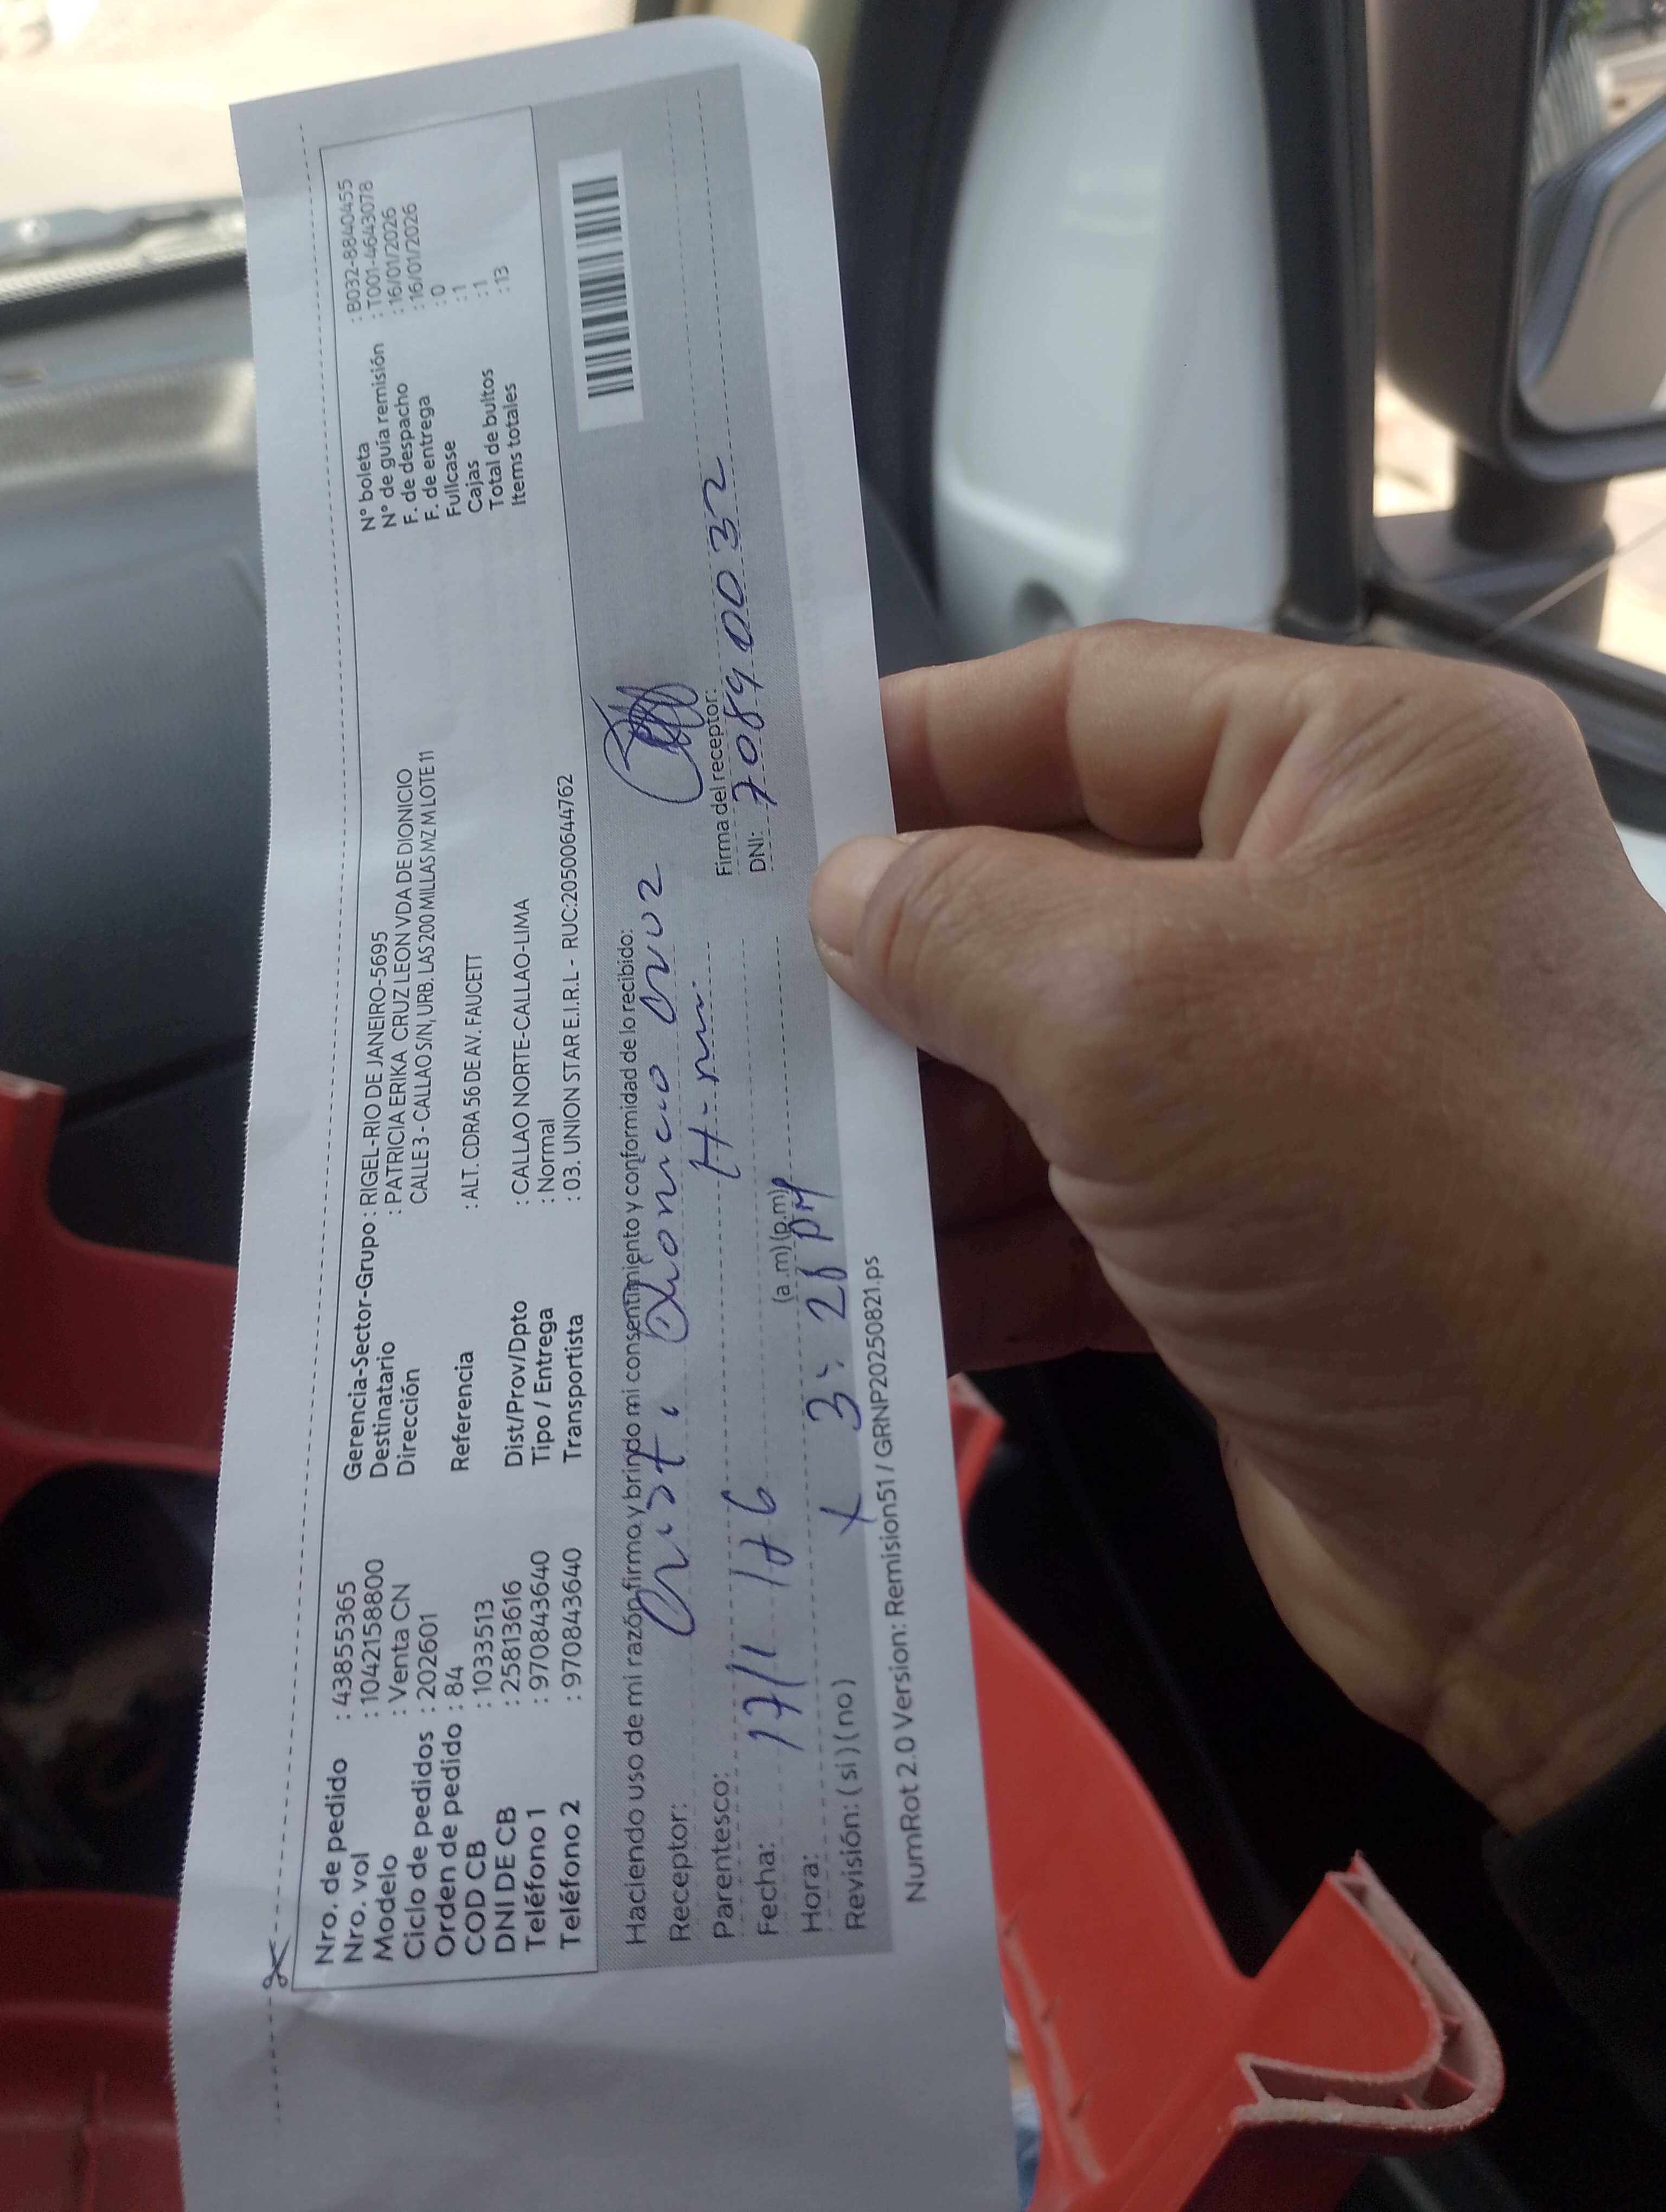 Nro. de pedido : 43855365
Nro. vol : 1042158800
Modelo : Venta CN
Ciclo de pedidos : 202601
Orden de pedido : 84
COD CB : 1033513
DNI DE CB : 25813616
Teléfono 1 : 970843640
Teléfono 2 : 970843640
Gerencia-Sector-Grupo : RIGEL-RIO DE JANEIRO-5695
Destinatario : PATRICIA ERIKA CRUZ LEON VDA DE DIONICIO
Dirección CALLE 3 - CALLAO S/N, URB. LAS 200 MILLAS MZ M LOTE 11
Referencia : ALT. CDRA 56 DE AV. FAUCETT
Dist/Prov/Dpto : CALLAO NORTE-CALLAO-LIMA
Tipo / Entrega : Normal
Transportista : 03. UNION STAR E.I.R.L - RUC:20500644762
N° boleta : B032-8840455
N° de guía remisión : T001-46443078
F. de despacho : 16/01/2026
F. de entrega : 16/01/2026
Fullcase : 0
Cajas : 1
Total de bultos : 1
Items totales : 13
Haciendo uso de mi razón, firmo y brindo mi consentimiento y conformidad de lo recibido:
Receptor: Crist. Dionicio Cruz
Parentesco:
Firma del receptor:
Fecha: 17/1
DNI: 70890032
Hora: (a.m)(p.m)
Revisión: (si)(no) X 3:28 PM
NumRot 2.0 Version: Remision51 / GRNP20250821.ps